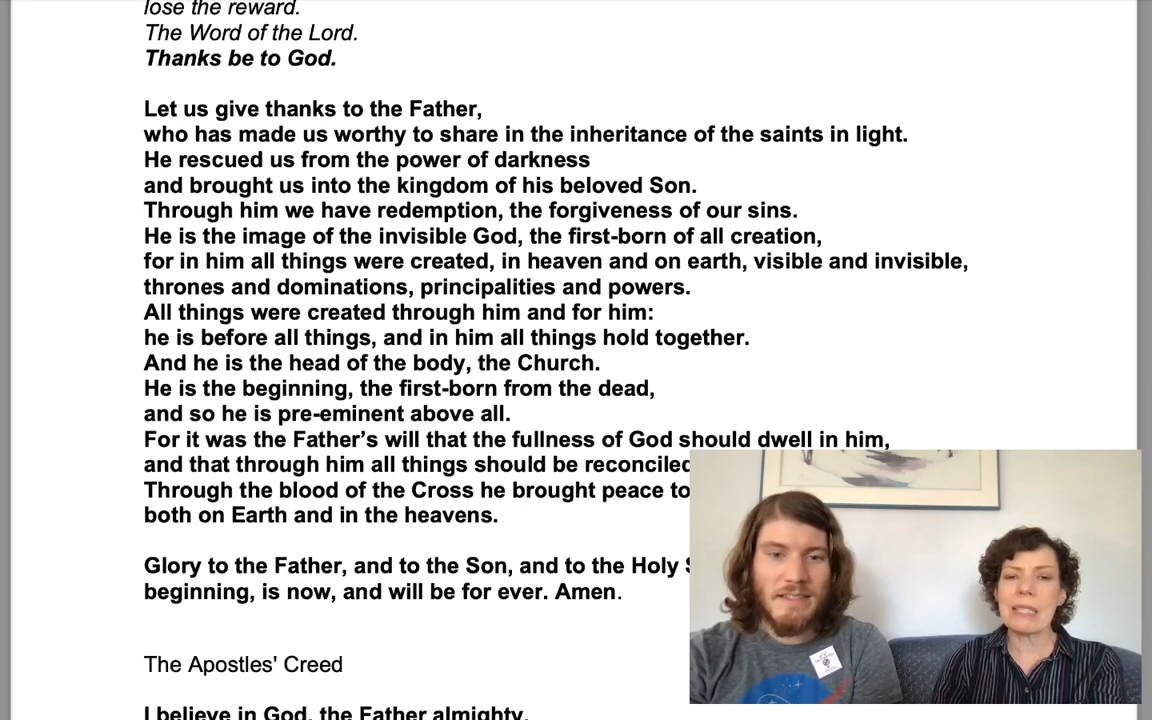 lose the reward.
The Word of the Lord.
Thanks be to God.
Let us give thanks to the Father,
who has made us worthy to share in the inheritance of the saints in light.
He rescued us from the power of darkness
and brought us into the kingdom of his beloved Son.
Through him we have redemption, the forgiveness of our sins.
He is the image of the invisible God, the first-born of all creation,
for in him all things were created, in heaven and on earth, visible and invisible,
thrones and dominations, principalities and powers.
All things were created through him and for him:
he is before all things, and in him all things hold together.
And he is the head of the body, the Church.
He is the beginning, the first-born from the dead,
and so he is pre-eminent above all.
For it was the Father’s will that the fullness of God should dwell in him,
and that through him all things should be reconciled
Through the blood of the Cross he brought peace to
both on Earth and in the heavens.
Glory to the Father, and to the Son, and to the Holy
beginning, is now, and will be for ever. Amen.
The Apostles' Creed
I believe in God, the Father almighty,